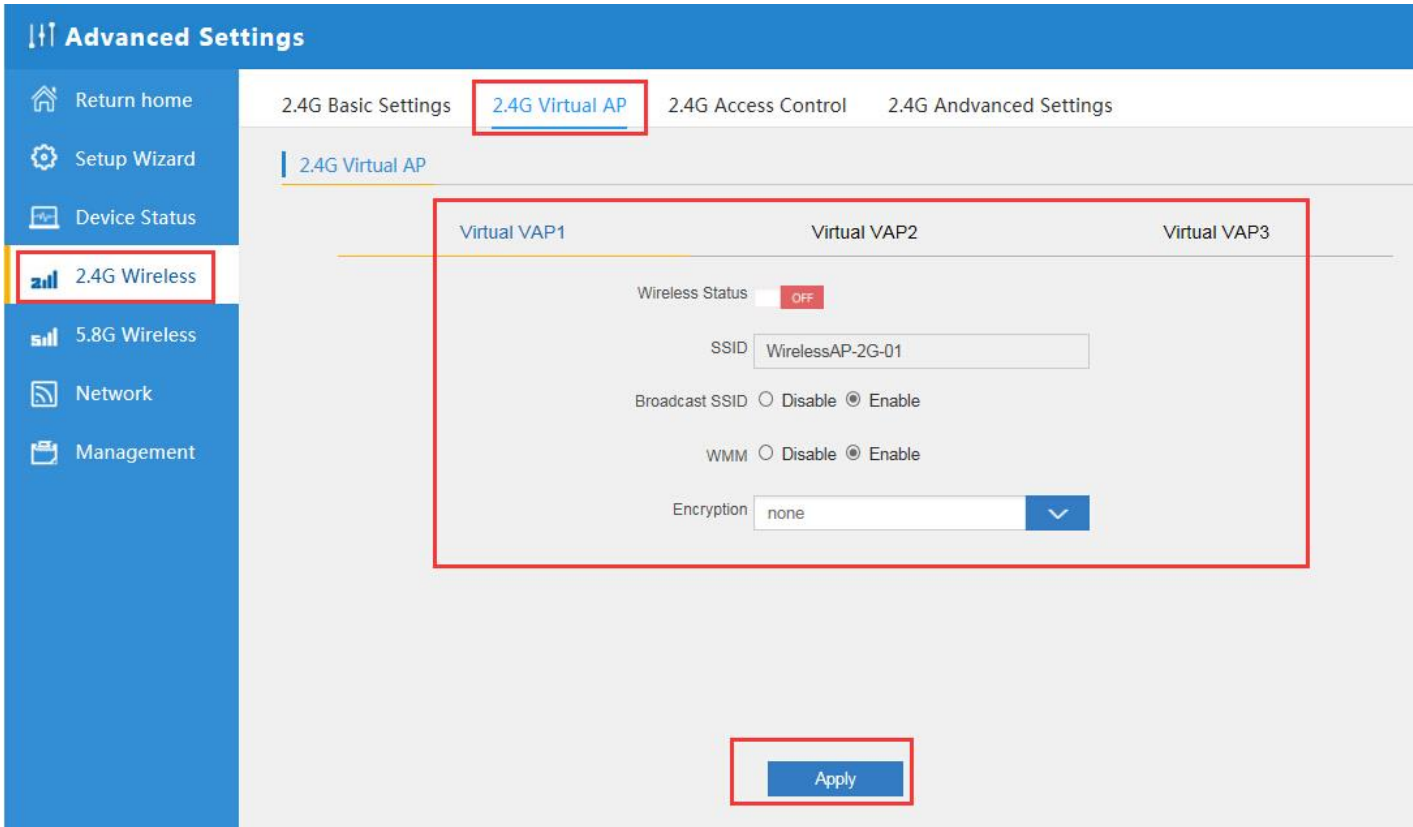 Advanced Settings
Return home
Setup Wizard
Device Status
2.4G Wireless
5.8G Wireless
Network
Management
2.4G Basic Settings 2.4G Virtual AP 2.4G Access Control 2.4G Andvanced Settings
2.4G Virtual AP
Virtual VAP1 Virtual VAP2 Virtual VAP3
Wireless Status OFF
SSID WirelessAP-2G-01
Broadcast SSID Disable Enable
WMM Disable Enable
Encryption none
Apply